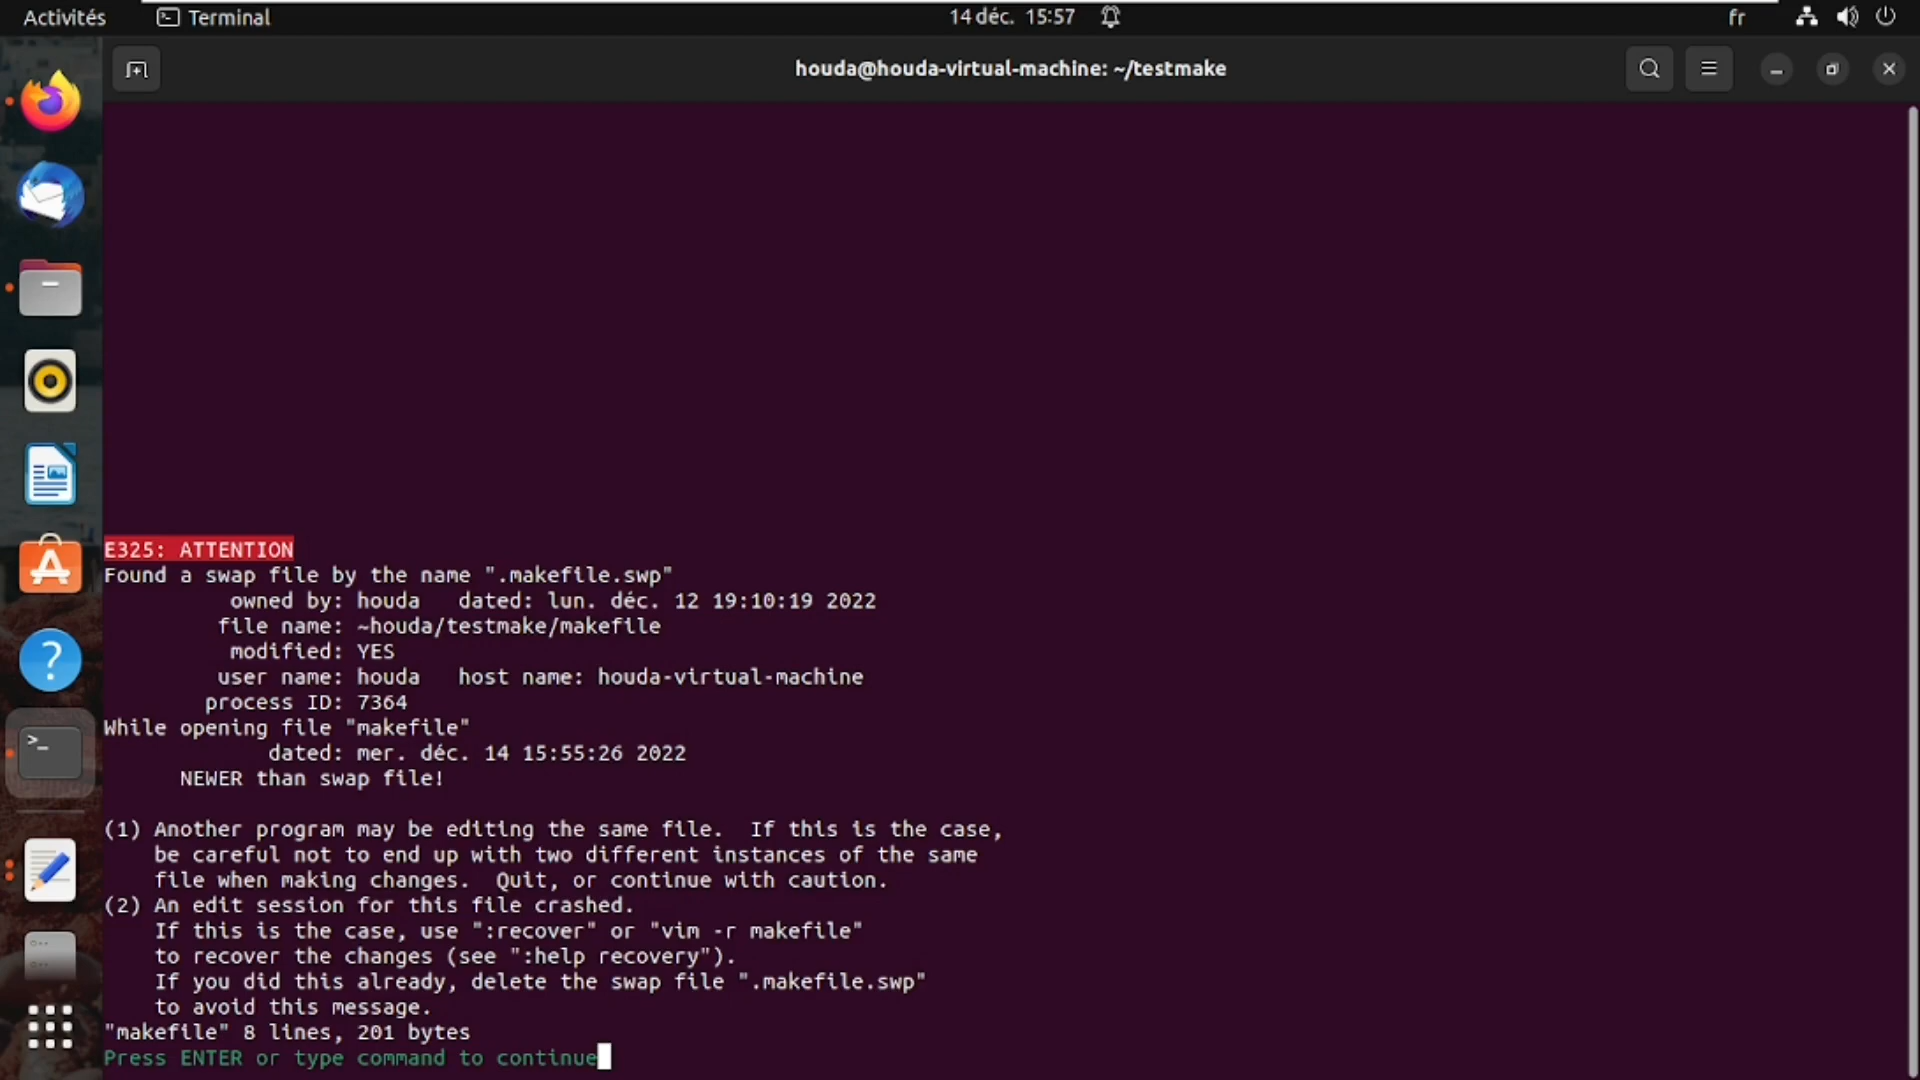 Activités
Terminal
14 déc. 15:57
fr
houda@houda-virtual-machine: ~/testmake
E325: ATTENTION
Found a swap file by the name ".makefile.swp"
owned by: houda   dated: lun. déc. 12 19:10:19 2022
file name: ~houda/testmake/makefile
modified: YES
user name: houda   host name: houda-virtual-machine
process ID: 7364
While opening file "makefile"
dated: mer. déc. 14 15:55:26 2022
NEWER than swap file!
(1) Another program may be editing the same file.  If this is the case,
be careful not to end up with two different instances of the same
file when making changes.  Quit, or continue with caution.
(2) An edit session for this file crashed.
If this is the case, use ":recover" or "vim -r makefile"
to recover the changes (see ":help recovery").
If you did this already, delete the swap file ".makefile.swp"
to avoid this message.
"makefile" 8 lines, 201 bytes
Press ENTER or type command to continue